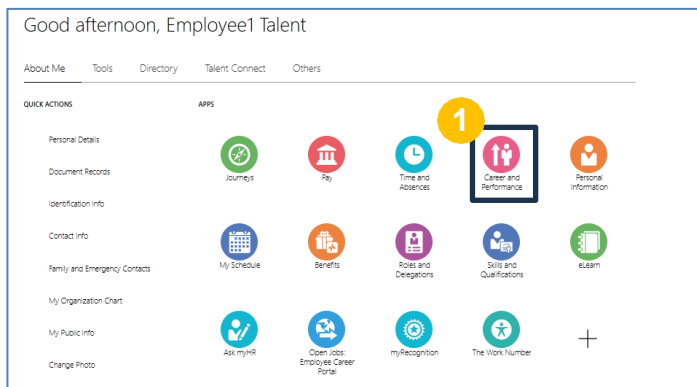 Good afternoon, Employee1 Talent
About Me Tools Directory Talent Connect Others
QUICK ACTIONS
Personal Details
Document Records
Identification Info
Contact Info
Family and Emergency Contacts
My Organization Chart
My Public Info
Change Photo
APPS
1
Journeys
Pay
Time and
Absences
Career and
Performance
Personal
Information
My Schedule
Benefits
Roles and
Delegations
Skills and
Qualifications
eLearn
Ask myHR
Open Jobs:
Employee Career
Portal
myRecognition
The Work Number